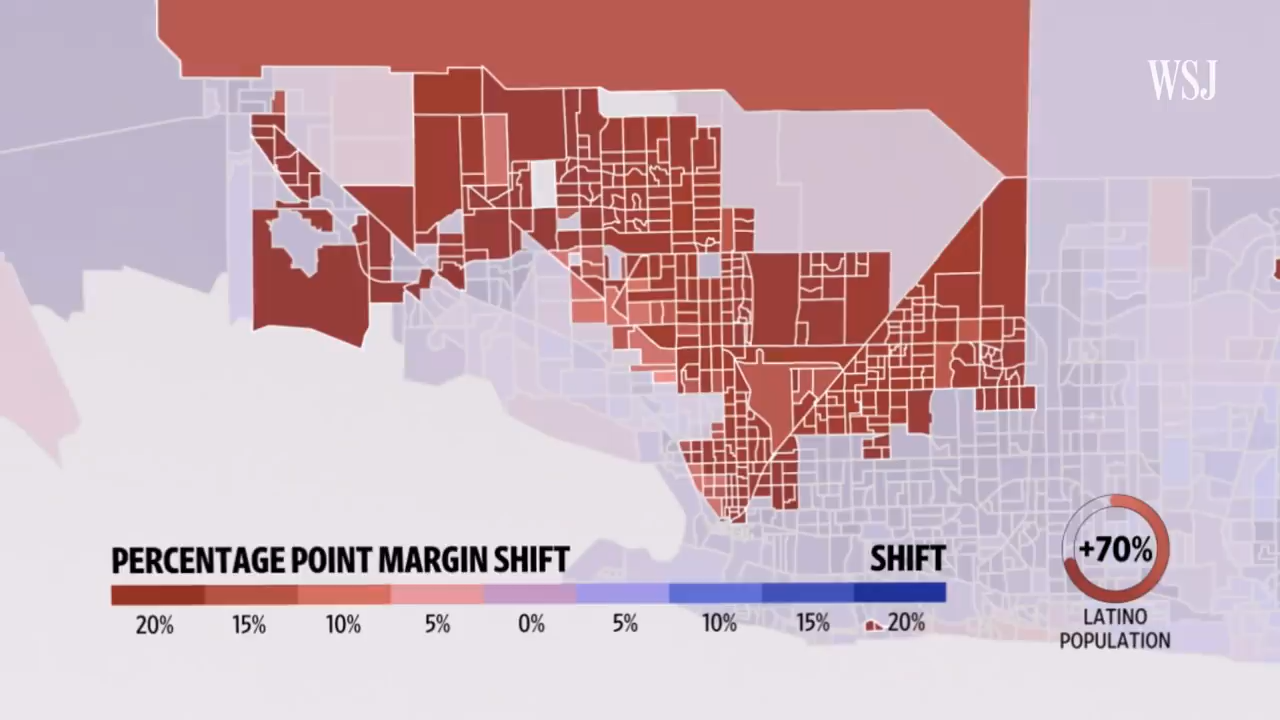 WSJ
PERCENTAGE POINT MARGIN SHIFT
SHIFT
20% 15% 10% 5% 0% 5% 10% 15% 20%
+70%
LATINO
POPULATION